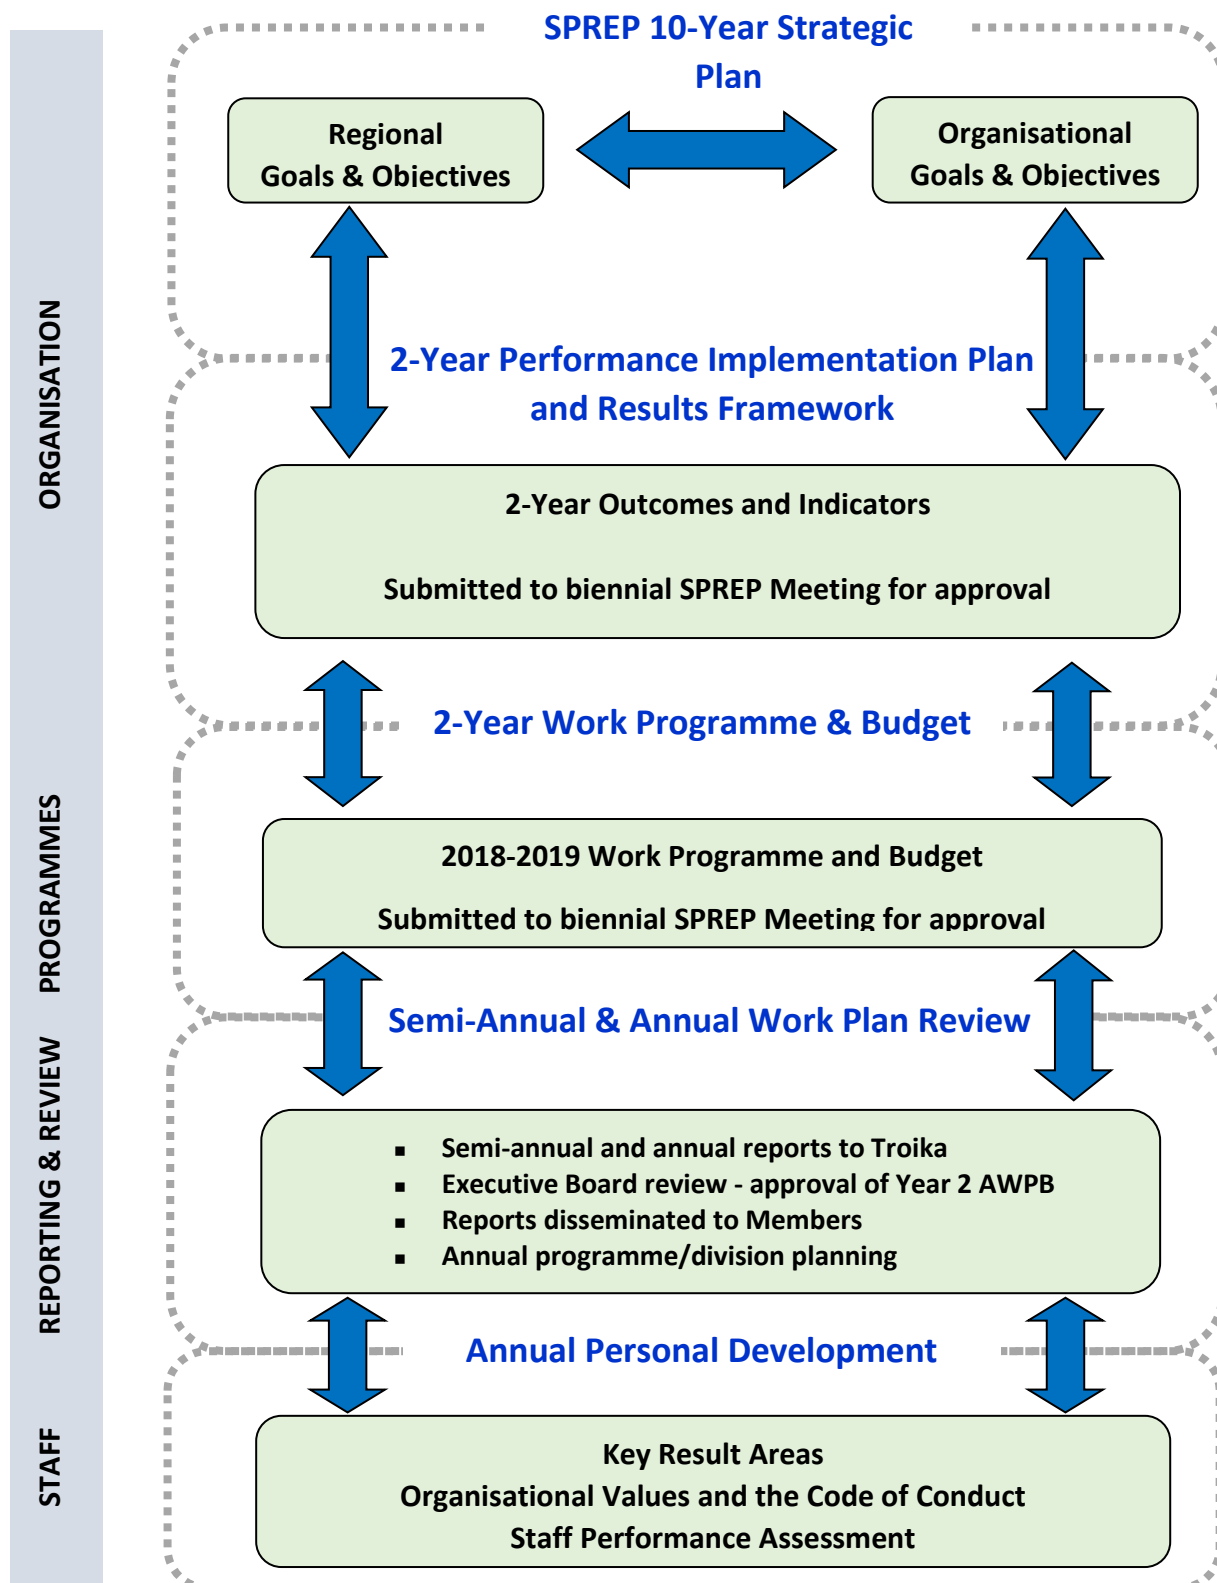 SPREP 10-Year Strategic
Plan
Regional
Goals & Objectives
Organisational
Goals & Objectives
ORGANISATION
2-Year Performance Implementation Plan
and Results Framework
2-Year Outcomes and Indicators
Submitted to biennial SPREP Meeting for approval
2-Year Work Programme & Budget
PROGRAMMES
2018-2019 Work Programme and Budget
Submitted to biennial SPREP Meeting for approval
Semi-Annual & Annual Work Plan Review
REPORTING & REVIEW
▪ Semi-annual and annual reports to Troika
▪ Executive Board review - approval of Year 2 AWPB
▪ Reports disseminated to Members
▪ Annual programme/division planning
Annual Personal Development
STAFF
Key Result Areas
Organisational Values and the Code of Conduct
Staff Performance Assessment